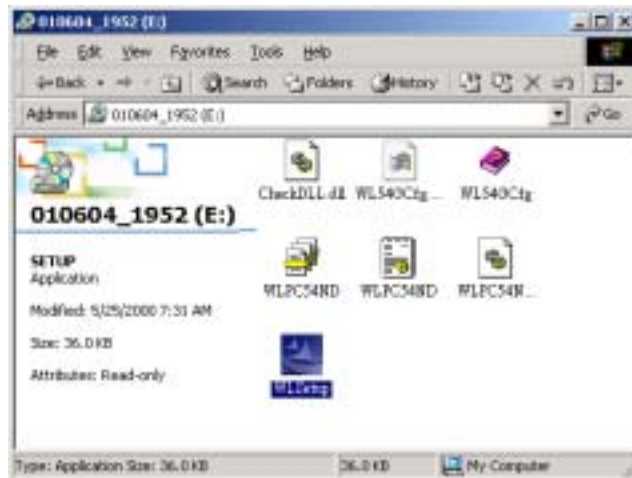 010604_1952 (E:)
File Edit View Favorites Tools Help
Back Search Folders History
Address 010604_1952 (E:) Go
010604_1952 (E:)
SETUP
Application
Modified: 5/25/2000 7:31 AM
Size: 36.0 KB
Attributes: Read-only
CheckDLL.dll WL540Cfg... WL540Cfg
WLPC54ND WLPC54ND WLPC54N...
Type: Application Size: 36.0 KB 36.0 KB My Computer